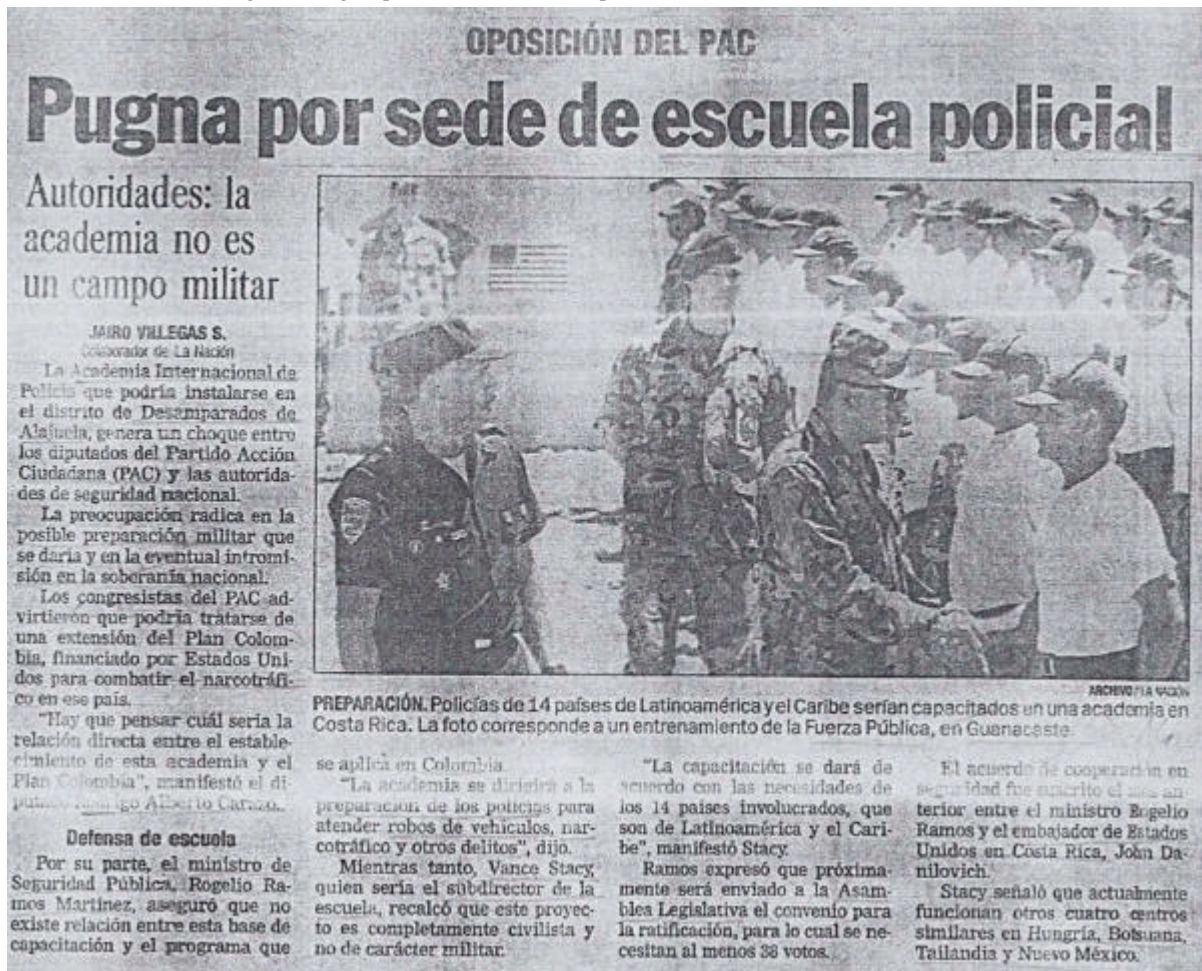 OPOSICIÓN DEL PAC
Pugna por sede de escuela policial
Autoridades: la
academia no es
un campo militar
JAIRO VILLEGAS S.
Colaborador de La Nación
La Academia Internacional de
Policía que podría instalarse en
el distrito de Desamparados de
Alajuela, genera un choque entre
los diputados del Partido Acción
Ciudadana (PAC) y las autorida-
des de seguridad nacional.
La preocupación radica en la
posible preparación militar que
se daría y en la eventual intromi-
sión en la soberanía nacional.
Los congresistas del PAC ad-
virtieron que podría tratarse de
una extensión del Plan Colom-
bia, financiado por Estados Uni-
dos para combatir el narcotráfi-
co en ese país.
"Hay que pensar cuál sería la
relación directa entre el estable-
cimiento de esta academia y el
Plan Colombia", manifestó el di-
putado Rodrigo Alberto Carazo.
Defensa de escuela
Por su parte, el ministro de
Seguridad Pública, Rogelio Ra-
mos Martínez, aseguró que no
existe relación entre esta base de
capacitación y el programa que
ARCHIVO / LA NACIÓN
PREPARACIÓN. Policías de 14 países de Latinoamérica y el Caribe serían capacitados en una academia en
Costa Rica. La foto corresponde a un entrenamiento de la Fuerza Pública, en Guanacaste.
se aplica en Colombia.
"La academia se dirigirá a la
preparación de los policías para
atender robos de vehículos, nar-
cotráfico y otros delitos", dijo.
Mientras tanto, Vance Stacy,
quien sería el subdirector de la
escuela, recalcó que este proyec-
to es completamente civilista y
no de carácter militar.
"La capacitación se dará de
acuerdo con las necesidades de
los 14 países involucrados, que
son de Latinoamérica y el Cari-
be", manifestó Stacy.
Ramos expresó que próxima-
mente será enviado a la Asam-
blea Legislativa el convenio para
la ratificación, para lo cual se ne-
cesitan al menos 38 votos.
El acuerdo de cooperación en
seguridad fue suscrito el mes an-
terior entre el ministro Rogelio
Ramos y el embajador de Estados
Unidos en Costa Rica, John Da-
nilovich.
Stacy señaló que actualmente
funcionan otros cuatro centros
similares en Hungría, Botsuana,
Tailandia y Nuevo México.